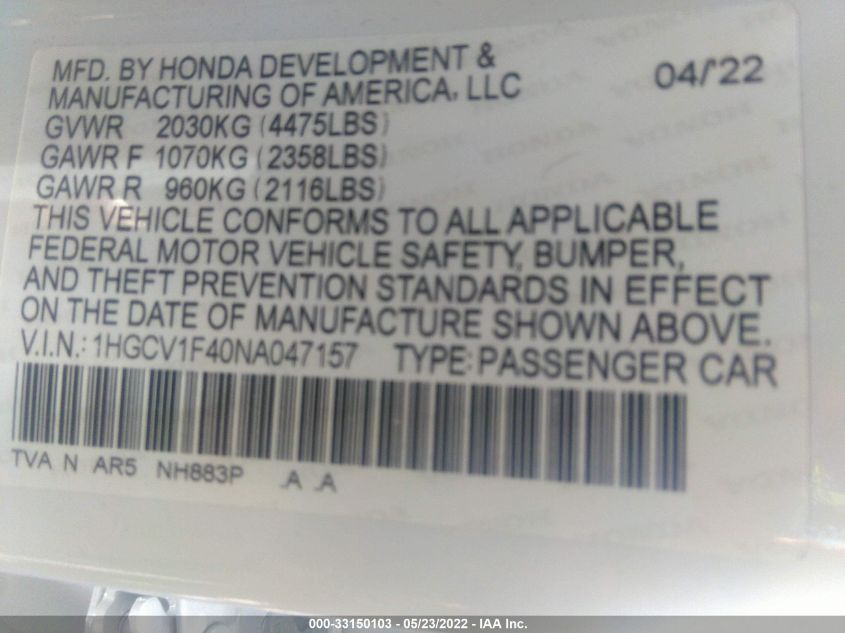 MFD. BY HONDA DEVELOPMENT &
MANUFACTURING OF AMERICA, LLC 04/'22
GVWR 2030KG (4475LBS)
GAWR F 1070KG (2358LBS)
GAWR R 960KG (2116LBS)
THIS VEHICLE CONFORMS TO ALL APPLICABLE
FEDERAL MOTOR VEHICLE SAFETY, BUMPER,
AND THEFT PREVENTION STANDARDS IN EFFECT
ON THE DATE OF MANUFACTURE SHOWN ABOVE.
V.I.N.: 1HGCV1F40NA047157 TYPE: PASSENGER CAR
TVA N AR5 NH883P .A .A
000-33150103 - 05/23/2022 - IAA Inc.